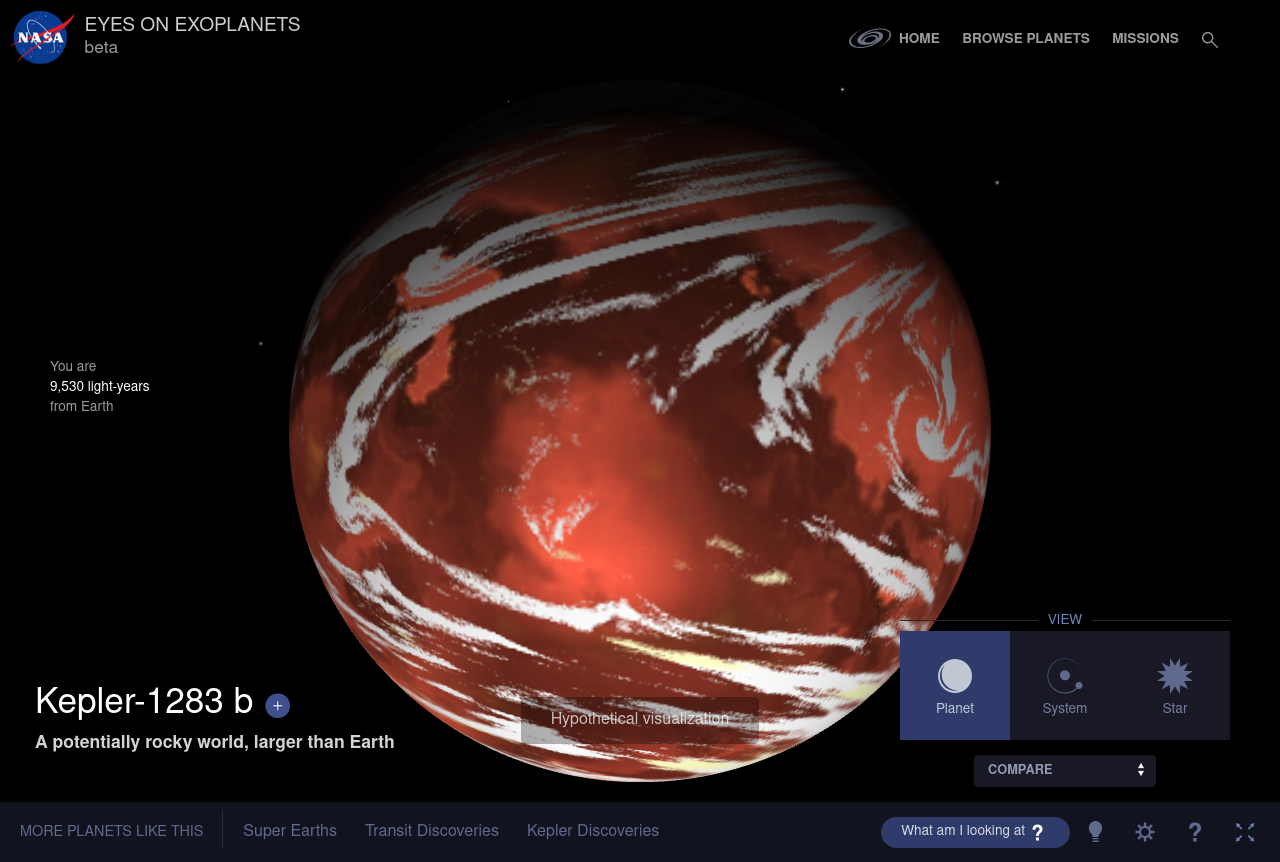 NASA
EYES ON EXOPLANETS
beta
HOME
BROWSE PLANETS
MISSIONS
You are
9,530 light-years
from Earth
VIEW
Planet
System
Star
Kepler-1283 b +
Hypothetical visualization
A potentially rocky world, larger than Earth
COMPARE
MORE PLANETS LIKE THIS
Super Earths
Transit Discoveries
Kepler Discoveries
What am I looking at ?
?